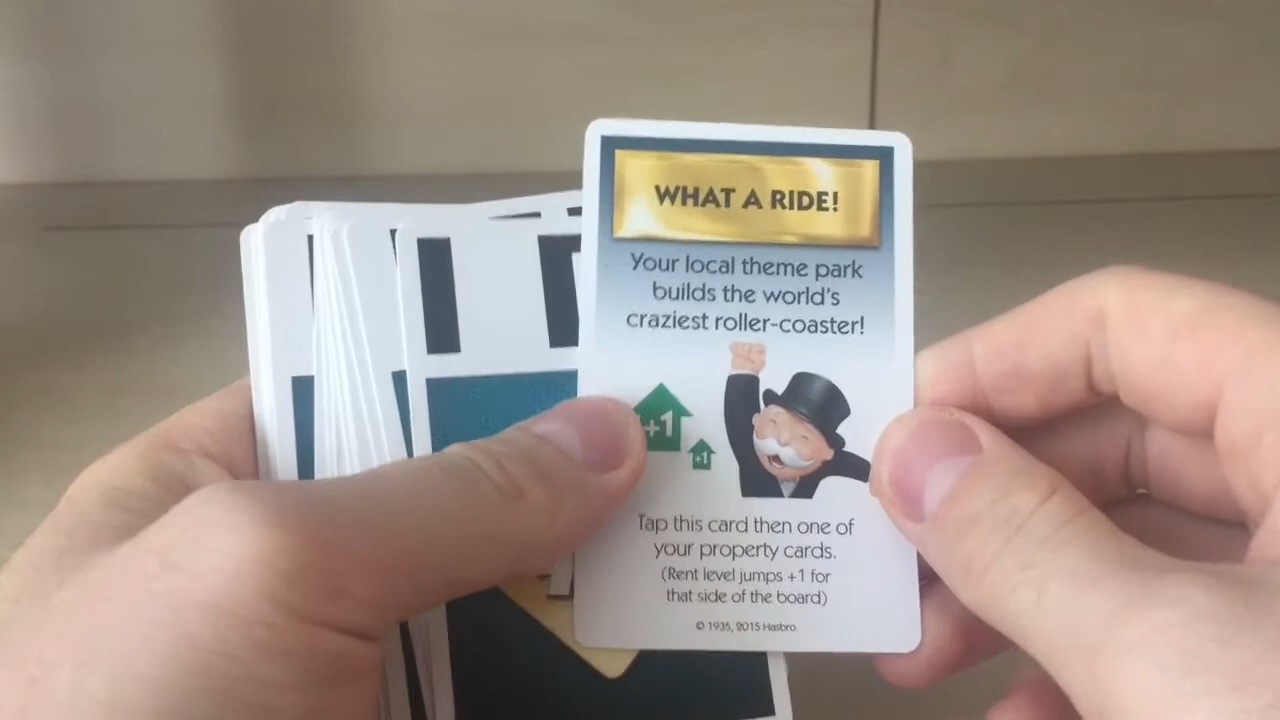 WHAT A RIDE!
Your local theme park
builds the world's
craziest roller-coaster!
+1
+1
Tap this card then one of
your property cards.
(Rent level jumps +1 for
that side of the board)
© 1935, 2015 Hasbro.